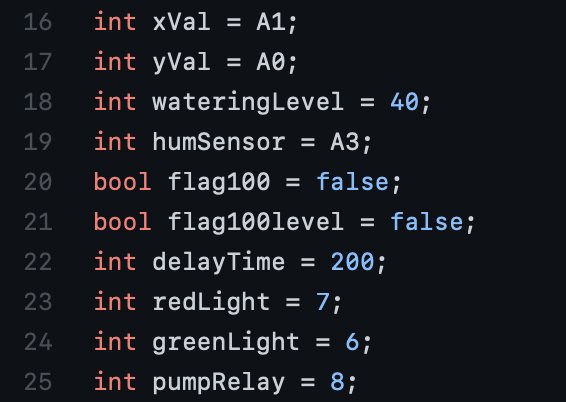 16 int xVal = A1;
17 int yVal = A0;
18 int wateringLevel = 40;
19 int humSensor = A3;
20 bool flag100 = false;
21 bool flag100level = false;
22 int delayTime = 200;
23 int redLight = 7;
24 int greenLight = 6;
25 int pumpRelay = 8;